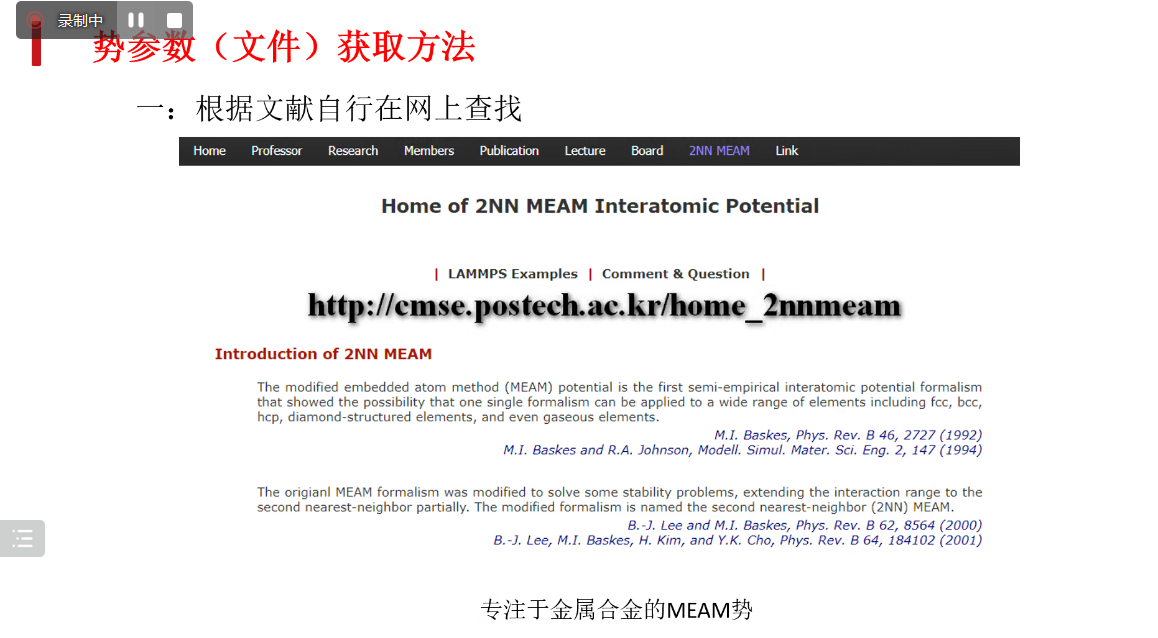 录制中
势参数（文件）获取方法
一：根据文献自行在网上查找
Home Professor Research Members Publication Lecture Board 2NN MEAM Link
Home of 2NN MEAM Interatomic Potential
| LAMMPS Examples | Comment & Question |
http://cmse.postech.ac.kr/home_2nnmeam
Introduction of 2NN MEAM
The modified embedded atom method (MEAM) potential is the first semi-empirical interatomic potential formalism
that showed the possibility that one single formalism can be applied to a wide range of elements including fcc, bcc,
hcp, diamond-structured elements, and even gaseous elements.
M.I. Baskes, Phys. Rev. B 46, 2727 (1992)
M.I. Baskes and R.A. Johnson, Modell. Simul. Mater. Sci. Eng. 2, 147 (1994)
The origianl MEAM formalism was modified to solve some stability problems, extending the interaction range to the
second nearest-neighbor partially. The modified formalism is named the second nearest-neighbor (2NN) MEAM.
B.-J. Lee and M.I. Baskes, Phys. Rev. B 62, 8564 (2000)
B.-J. Lee, M.I. Baskes, H. Kim, and Y.K. Cho, Phys. Rev. B 64, 184102 (2001)
专注于金属合金的MEAM势